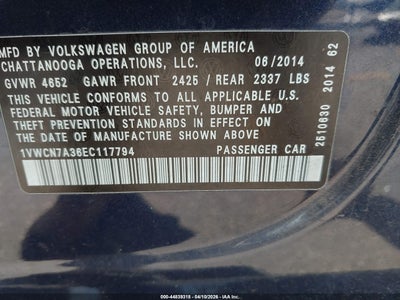 MFD BY VOLKSWAGEN GROUP OF AMERICA
CHATTANOOGA OPERATIONS, LLC. 06/2014
GVWR 4652 GAWR FRONT 2425 / REAR 2337 LBS
THIS VEHICLE CONFORMS TO ALL APPLICABLE U.S.
FEDERAL MOTOR VEHICLE SAFETY, BUMPER, AND
THEFT PREVENTION STANDARDS IN EFFECT ON
THE DATE OF MANUFACTURE SHOWN ABOVE.
1VWCN7A36EC117794 PASSENGER CAR
2510630 2014 62
000-44839318 - 04/10/2026 - IAA Inc.